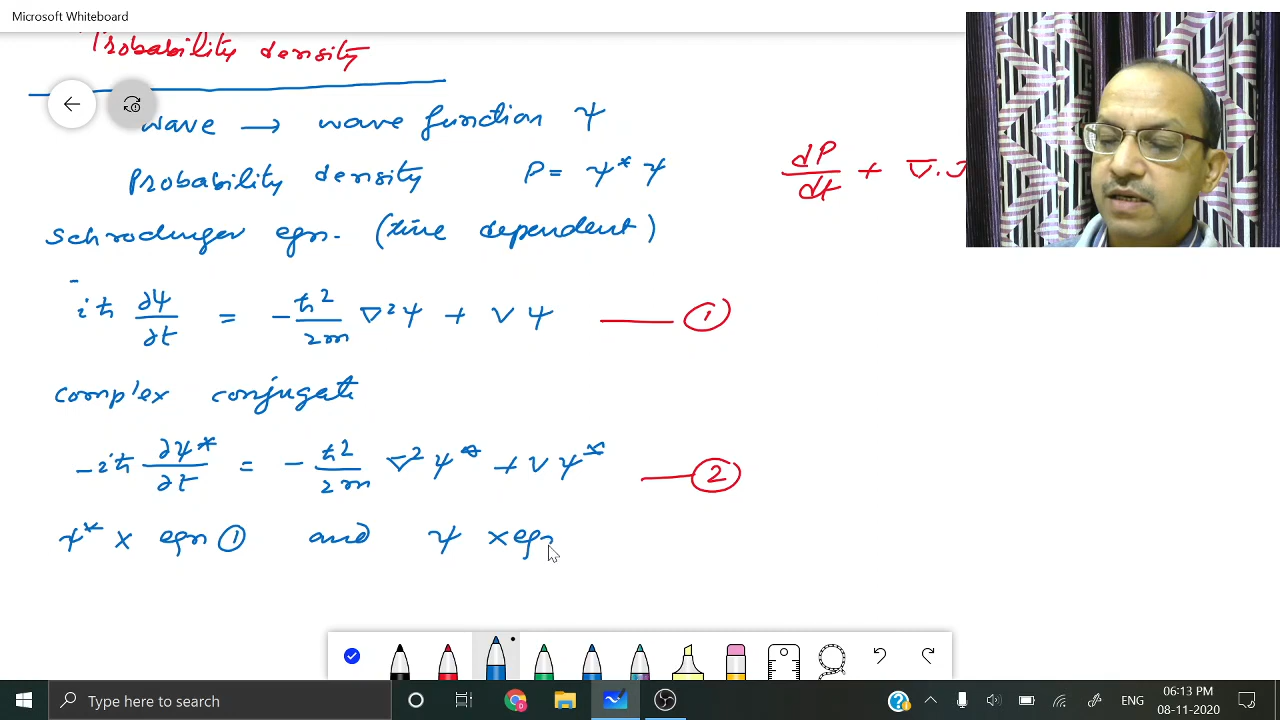 Microsoft Whiteboard
Probability density
wave → wave function ψ
Probability density P = ψ* ψ
dP/dt + ∇.J
Schrodinger eqn. (time dependent)
iħ ∂ψ/∂t = -ħ²/2m ∇²ψ + V ψ —— ①
complex conjugate
-iħ ∂ψ*/∂t = -ħ²/2m ∇²ψ* + V ψ* —— ②
ψ* × eqn ① and ψ × eqn
Type here to search
ENG
06:13 PM
08-11-2020